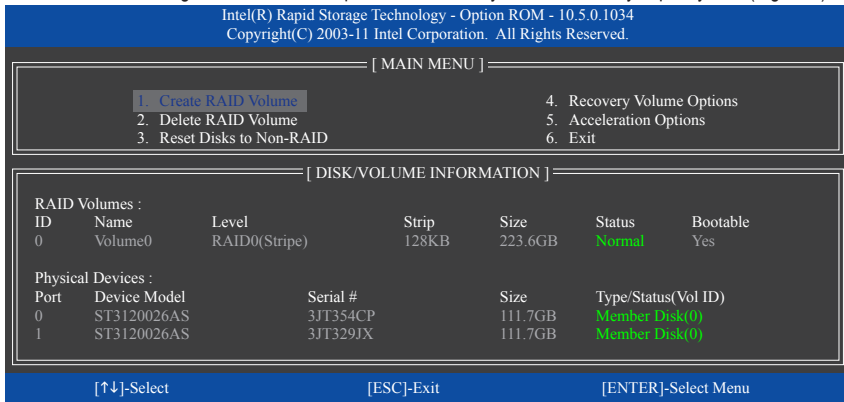 Intel(R) Rapid Storage Technology - Option ROM - 10.5.0.1034
Copyright(C) 2003-11 Intel Corporation. All Rights Reserved.
[ MAIN MENU ]
1. Create RAID Volume 4. Recovery Volume Options
2. Delete RAID Volume 5. Acceleration Options
3. Reset Disks to Non-RAID 6. Exit
[ DISK/VOLUME INFORMATION ]
RAID Volumes :
ID Name Level Strip Size Status Bootable
0 Volume0 RAID0(Stripe) 128KB 223.6GB Normal Yes
Physical Devices :
Port Device Model Serial # Size Type/Status(Vol ID)
0 ST3120026AS 3JT354CP 111.7GB Member Disk(0)
1 ST3120026AS 3JT329JX 111.7GB Member Disk(0)
[↑↓]-Select [ESC]-Exit [ENTER]-Select Menu